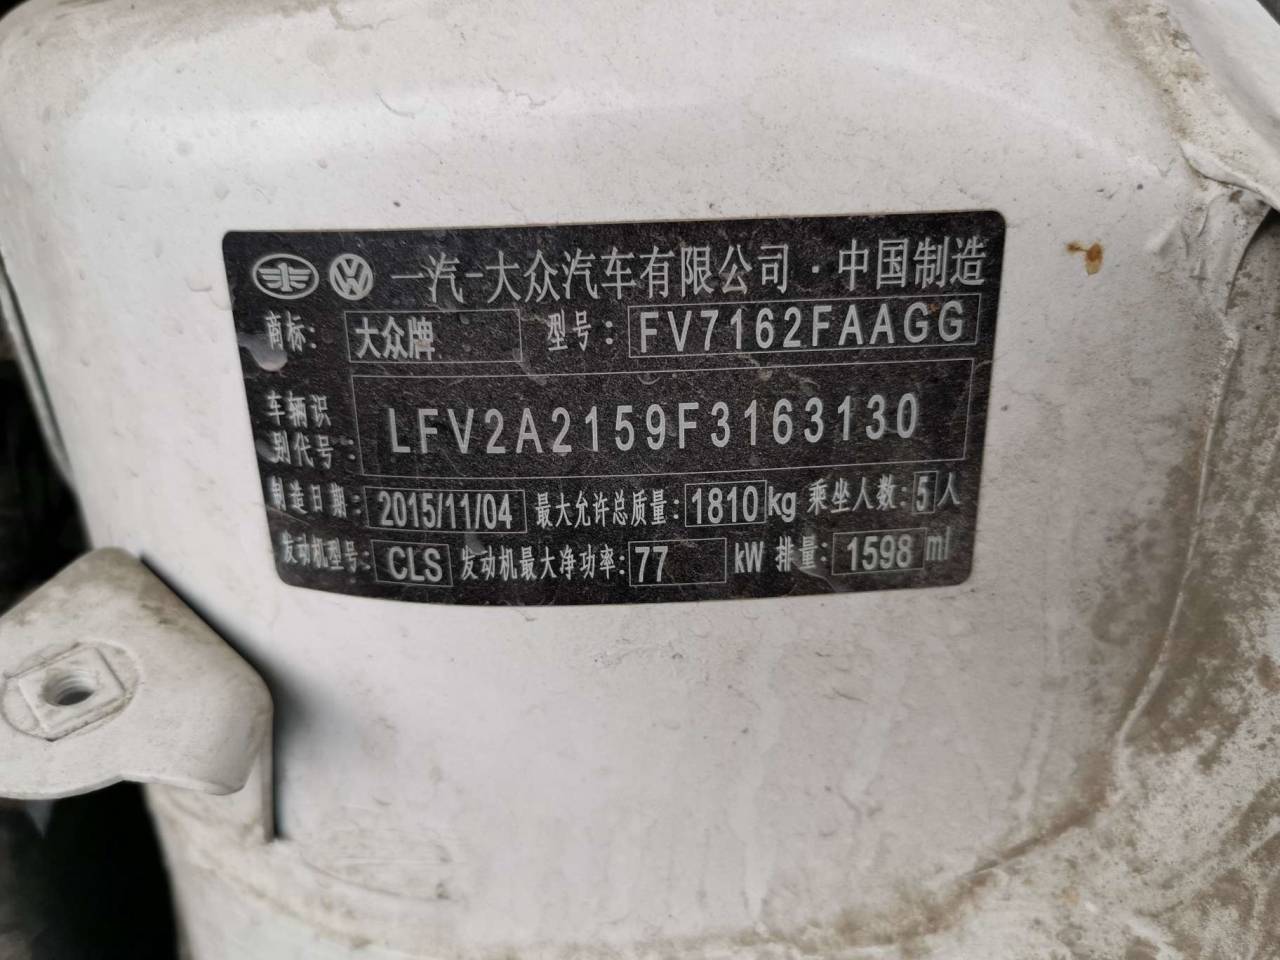 一汽-大众汽车有限公司·中国制造
商标: 大众牌 型号: FV7162FAAGG
车辆识
别代号: LFV2A2159F3163130
制造日期: 2015/11/04 最大允许总质量: 1810 kg 乘坐人数: 5 人
发动机型号: CLS 发动机最大净功率: 77 kW 排量: 1598 ml